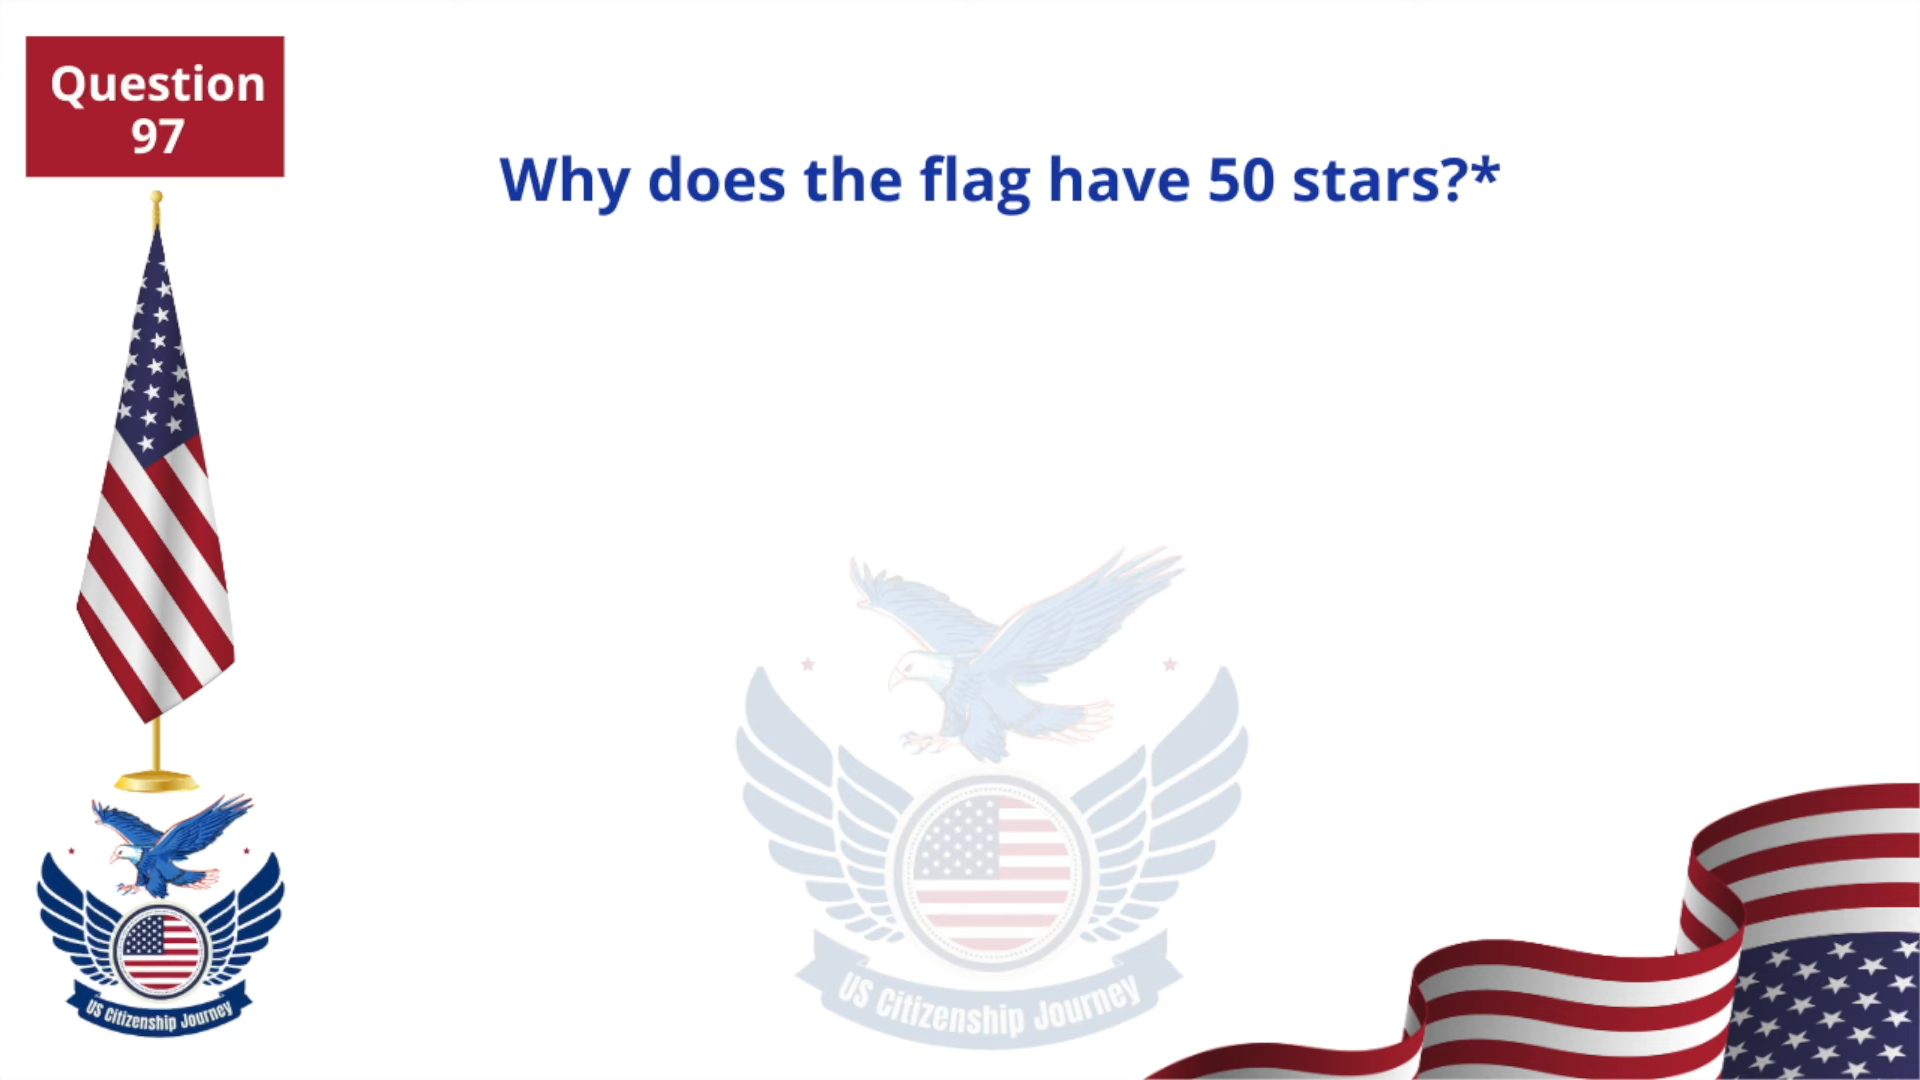 Question
97
Why does the flag have 50 stars?*
US Citizenship Journey
US Citizenship Journey